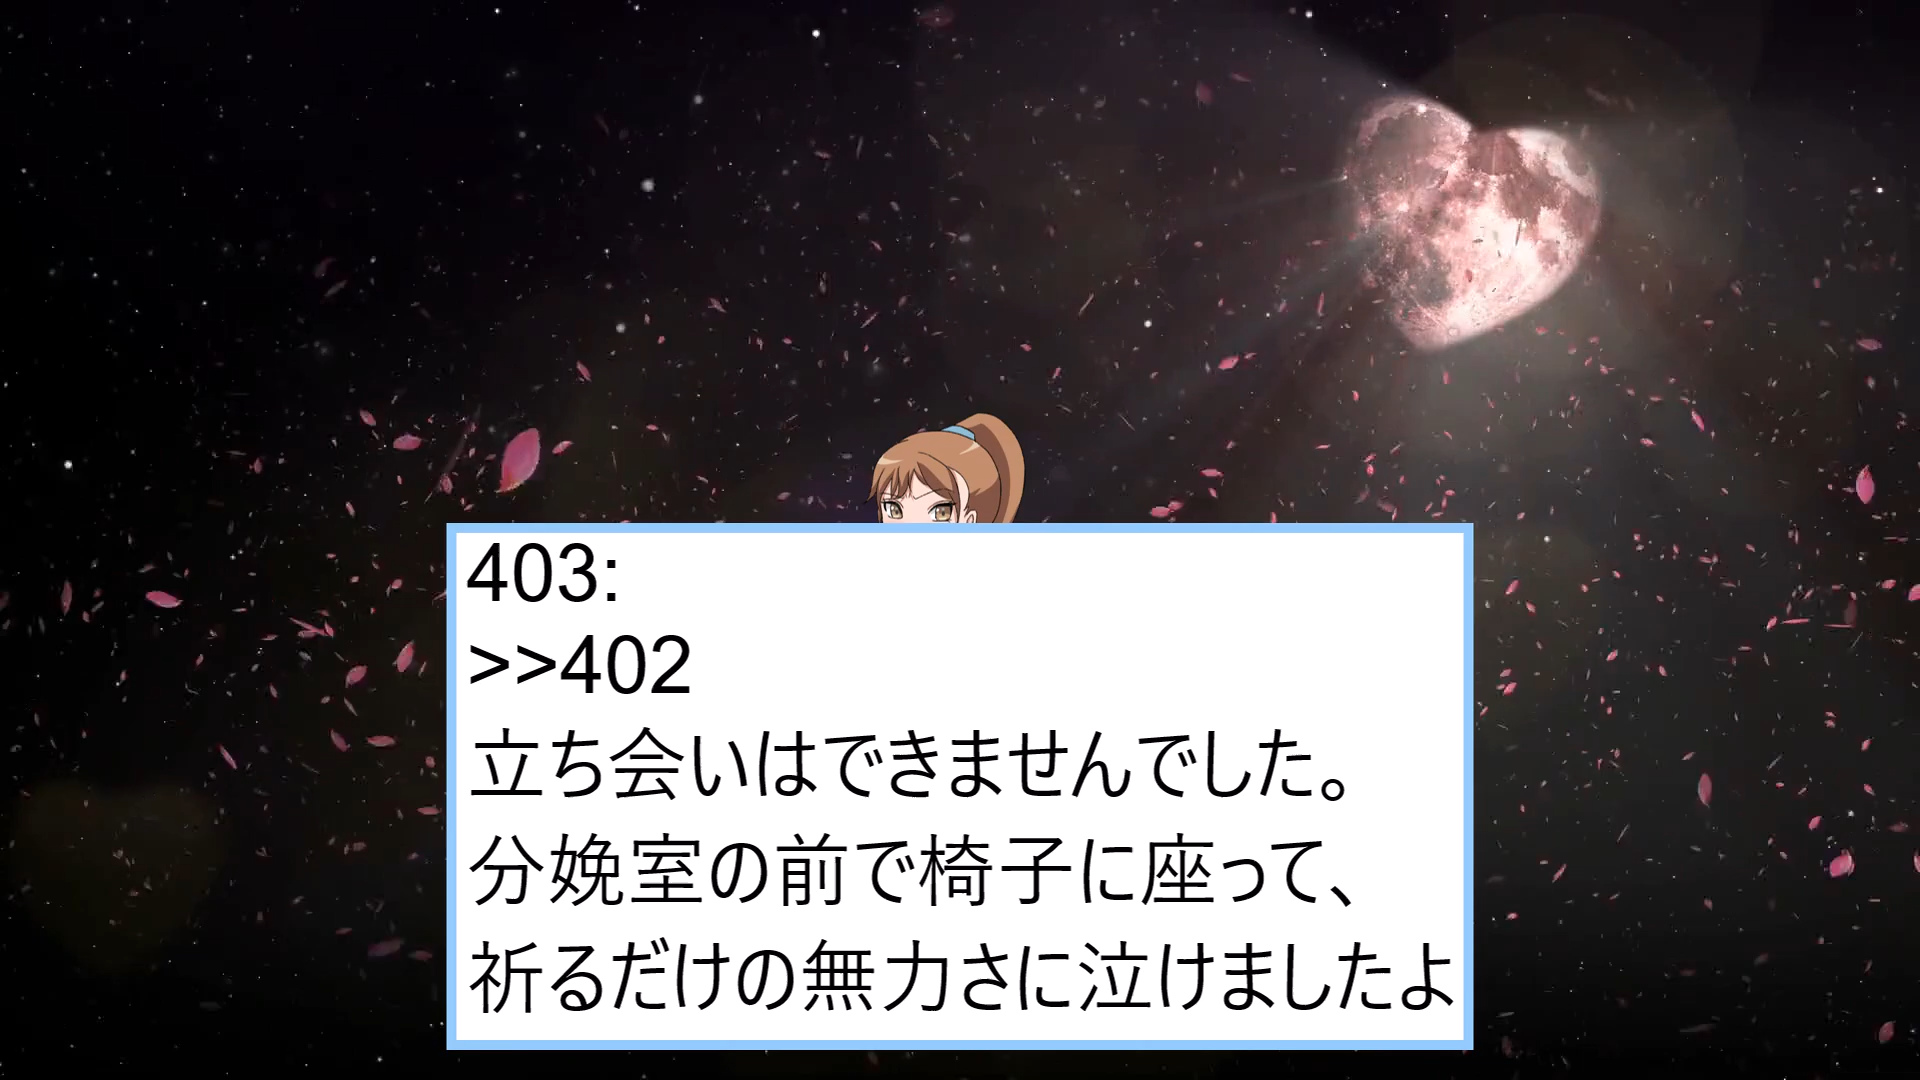 403:
>>402
立ち会いはできませんでした。
分娩室の前で椅子に座って、
祈るだけの無力さに泣けましたよ